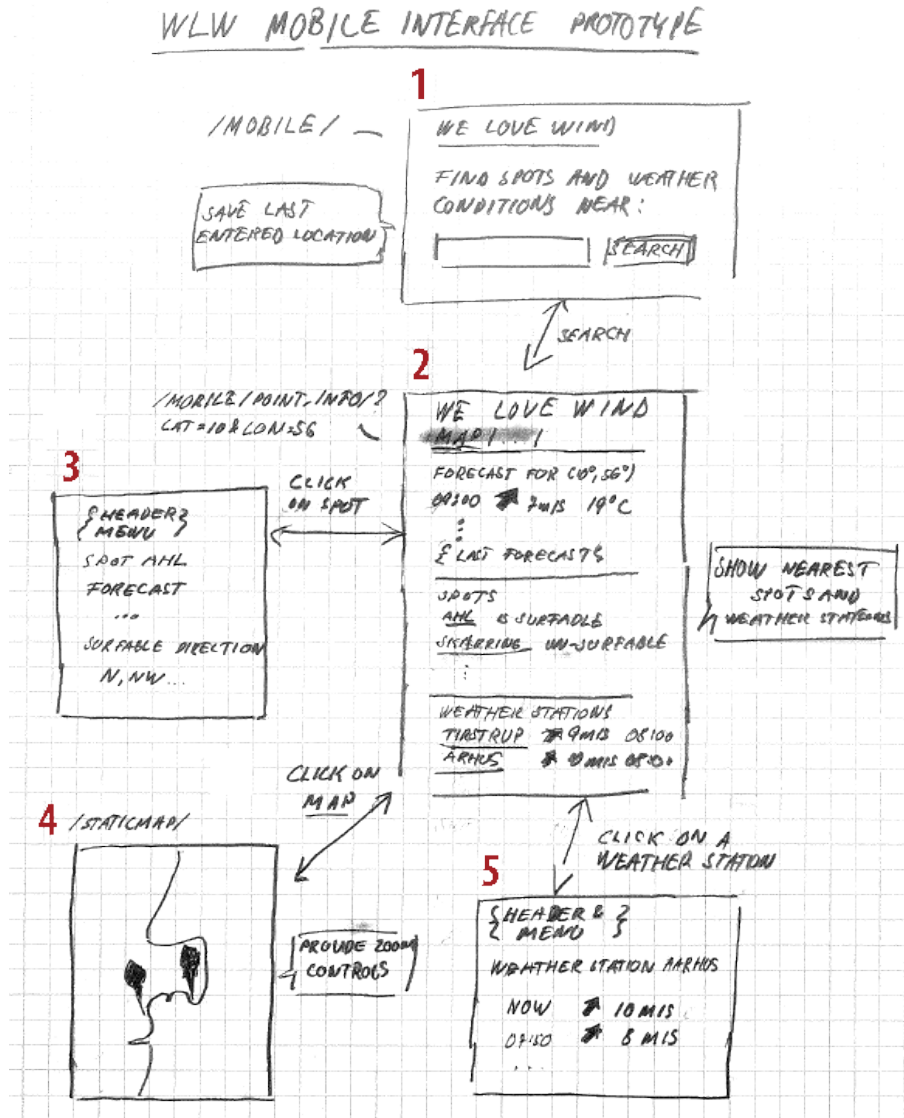 WLW MOBILE INTERFACE PROTOTYPE
1
/MOBILE/
WE LOVE WIND
FIND SPOTS AND WEATHER
CONDITIONS NEAR:
SEARCH
SAVE LAST
ENTERED LOCATION
SEARCH
2
/MOBILE/POINT_INFO/?
LAT=10&LON=56
WE LOVE WIND
MAP | ... |
FORECAST FOR (10°, 56°)
09:00 7m/s 19°C
{ LAST FORECASTS
SPOTS
AHL IS SURFABLE
SKÆRRING UN-SURFABLE
WEATHER STATIONS
TIRSTRUP 9m/s 08:00
ARHUS m/s 08:00
SHOW NEAREST
SPOTS AND
WEATHER STATIONS
3
CLICK
ON SPOT
{HEADER}
{MENU}
SPOT AHL
FORECAST
...
SURFABLE DIRECTION
N, NW...
4
/STATICMAP/
CLICK ON
MAP
PROVIDE ZOOM
CONTROLS
5
CLICK ON A
WEATHER STATION
{HEADER & }
{ MENU }
WEATHER STATION AARHUS
NOW 10 M/S
07:50 8 M/S
...